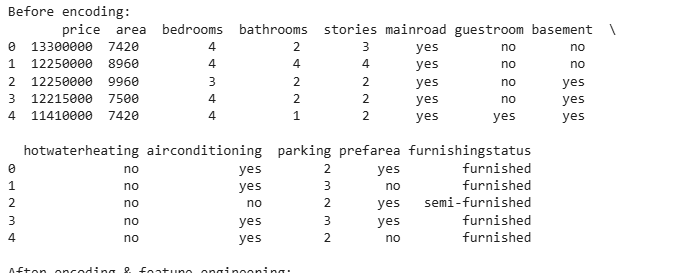 Before encoding:
price area bedrooms bathrooms stories mainroad guestroom basement \
0 13300000 7420 4 2 3 yes no no
1 12250000 8960 4 4 4 yes no no
2 12250000 9960 3 2 2 yes no yes
3 12215000 7500 4 2 2 yes no yes
4 11410000 7420 4 1 2 yes yes yes
hotwaterheating airconditioning parking prefarea furnishingstatus
0 no yes 2 yes furnished
1 no yes 3 no furnished
2 no no 2 yes semi-furnished
3 no yes 3 yes furnished
4 no yes 2 no furnished
After encoding & feature engineering: